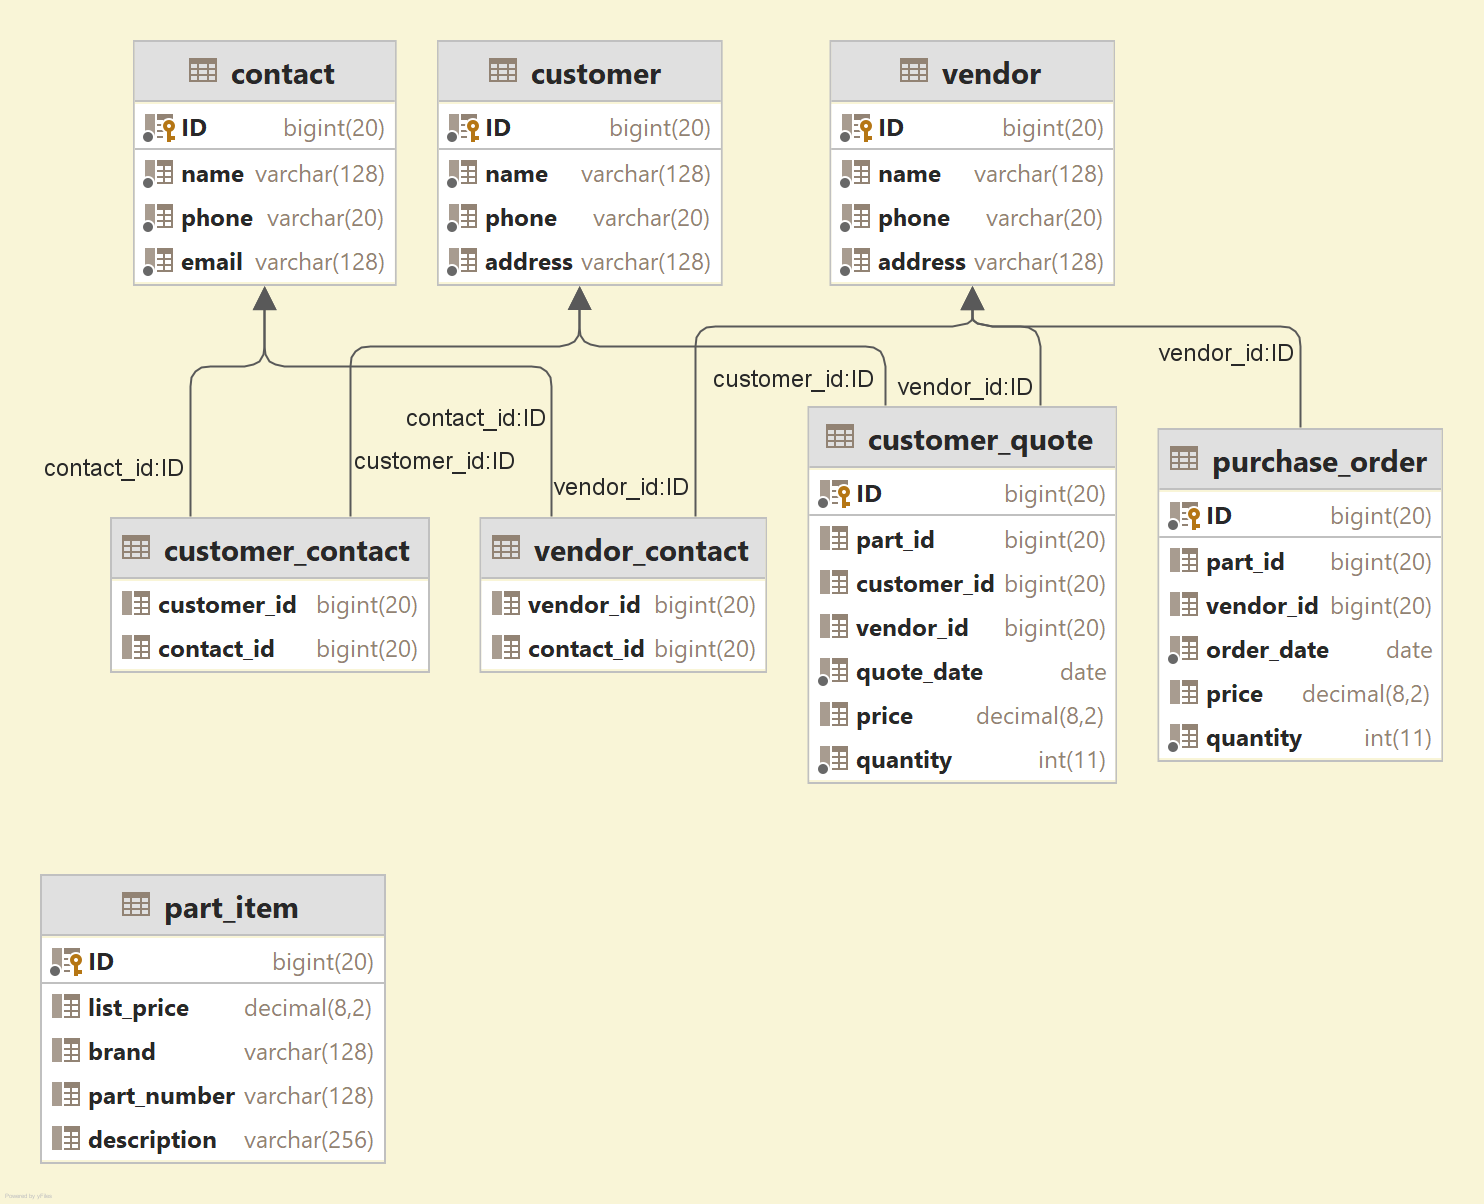 contact
ID bigint(20)
name varchar(128)
phone varchar(20)
email varchar(128)
customer
ID bigint(20)
name varchar(128)
phone varchar(20)
address varchar(128)
vendor
ID bigint(20)
name varchar(128)
phone varchar(20)
address varchar(128)
vendor_id:ID
customer_id:ID
vendor_id:ID
contact_id:ID
customer_id:ID
contact_id:ID
vendor_id:ID
customer_contact
customer_id bigint(20)
contact_id bigint(20)
vendor_contact
vendor_id bigint(20)
contact_id bigint(20)
customer_quote
ID bigint(20)
part_id bigint(20)
customer_id bigint(20)
vendor_id bigint(20)
quote_date date
price decimal(8,2)
quantity int(11)
purchase_order
ID bigint(20)
part_id bigint(20)
vendor_id bigint(20)
order_date date
price decimal(8,2)
quantity int(11)
part_item
ID bigint(20)
list_price decimal(8,2)
brand varchar(128)
part_number varchar(128)
description varchar(256)
Powered by yFiles